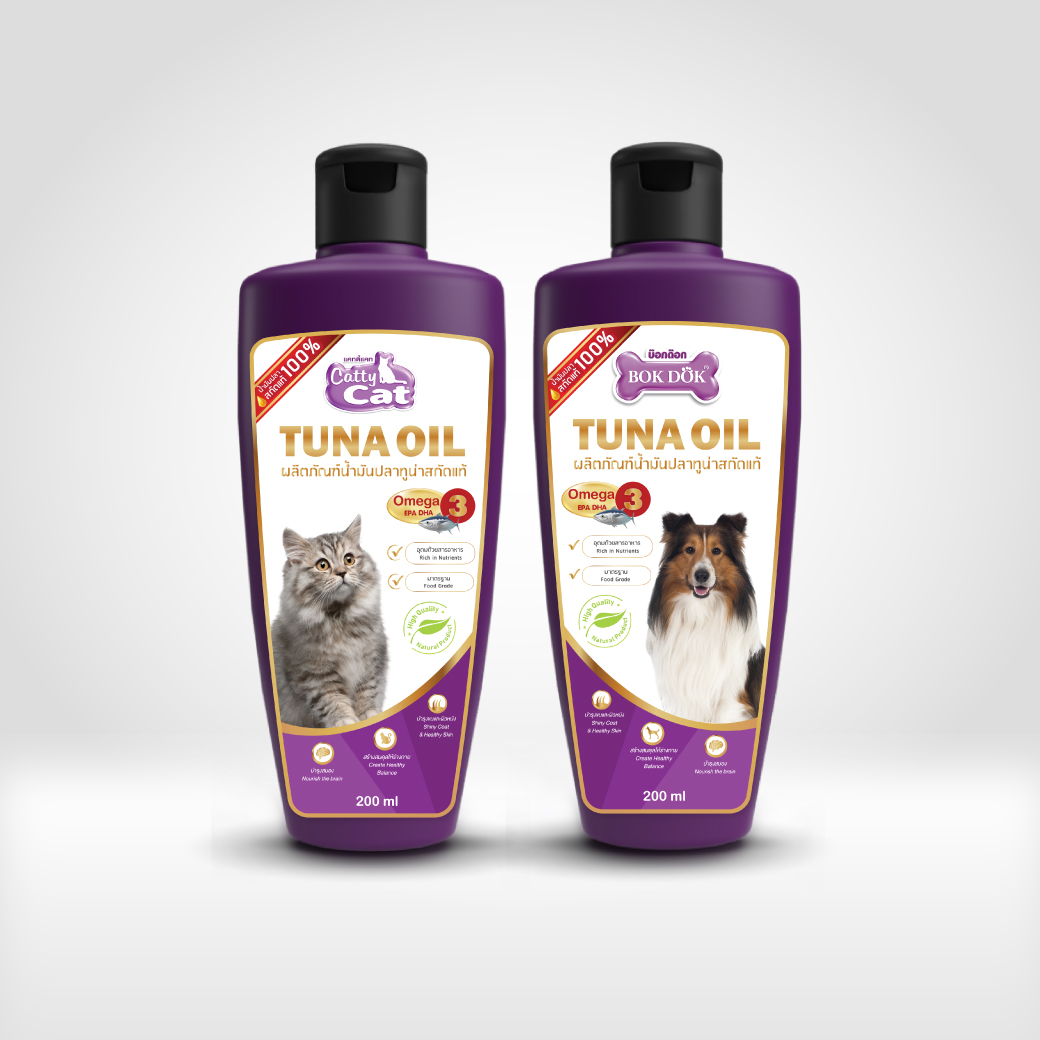 น้ำมันปลา
สกัดแท้ 100%
แคทตี้แคท
Catty
Cat
TUNA OIL
ผลิตภัณฑ์น้ำมันปลาทูน่าสกัดแท้
Omega 3
EPA DHA
อุดมด้วยสารอาหาร
Rich in Nutrients
มาตรฐาน
Food Grade
High Quality
Natural Product
บำรุงขนและผิวหนัง
Shiny Coat
& Healthy Skin
สร้างสมดุลให้ร่างกาย
Create Healthy
Balance
บำรุงสมอง
Nourish the brain
200 ml
น้ำมันปลา
สกัดแท้ 100%
บ๊อกด๊อก
BOK DOK
TUNA OIL
ผลิตภัณฑ์น้ำมันปลาทูน่าสกัดแท้
Omega 3
EPA DHA
อุดมด้วยสารอาหาร
Rich in Nutrients
มาตรฐาน
Food Grade
High Quality
Natural Product
บำรุงขนและผิวหนัง
Shiny Coat
& Healthy Skin
สร้างสมดุลให้ร่างกาย
Create Healthy
Balance
บำรุงสมอง
Nourish the brain
200 ml